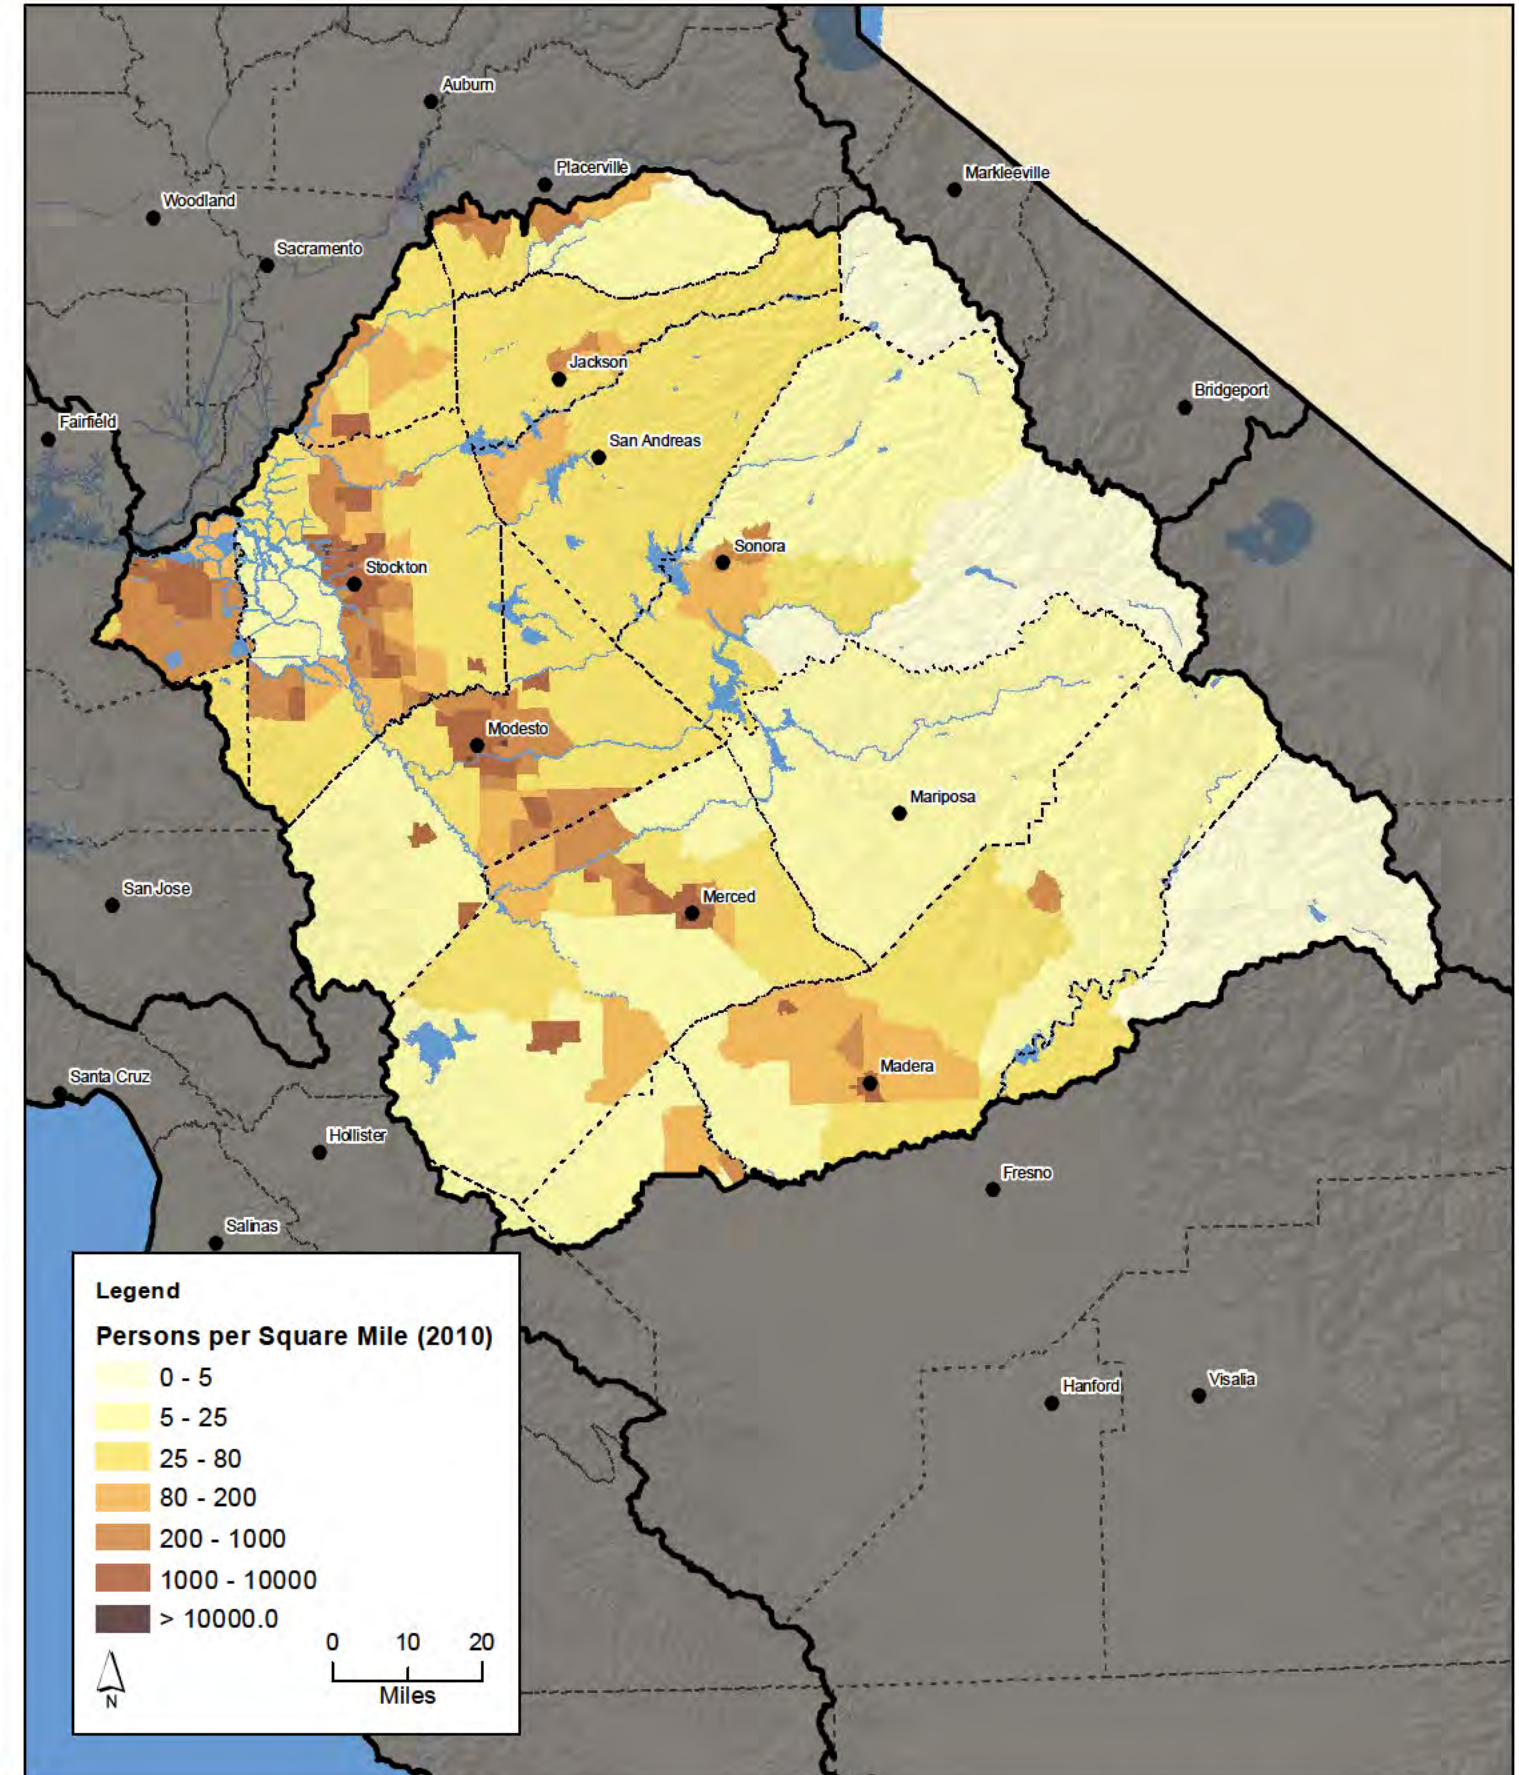 Auburn
Placerville
Markleeville
Woodland
Sacramento
Jackson
Bridgeport
Fairfield
San Andreas
Sonora
Stockton
Modesto
Mariposa
San Jose
Merced
Madera
Santa Cruz
Hollister
Fresno
Salinas
Hanford
Visalia
Legend
Persons per Square Mile (2010)
0 - 5
5 - 25
25 - 80
80 - 200
200 - 1000
1000 - 10000
> 10000.0
0 10 20
Miles
N